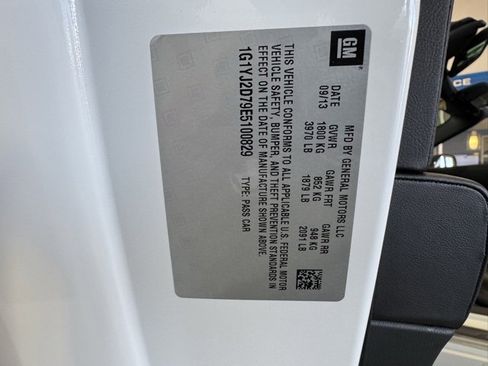 GM
MFD BY GENERAL MOTORS LLC
DATE GVWR GAWR FRT GAWR RR
09/13 1800 KG 852 KG 948 KG
3970 LB 1879 LB 2091 LB
THIS VEHICLE CONFORMS TO ALL APPLICABLE U.S. FEDERAL MOTOR
VEHICLE SAFETY, BUMPER, AND THEFT PREVENTION STANDARDS IN
EFFECT ON THE DATE OF MANUFACTURE SHOWN ABOVE.
1G1YJ2D79E5100829 TYPE: PASS CAR